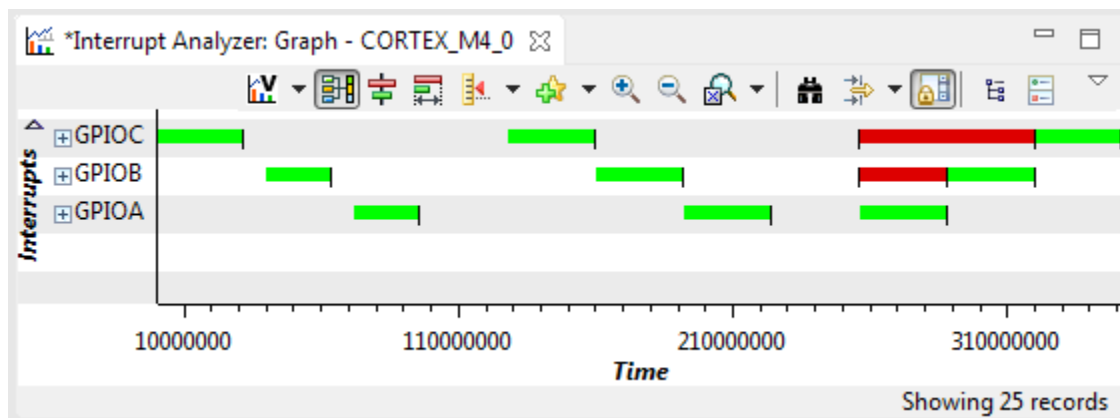 *Interrupt Analyzer: Graph - CORTEX_M4_0
GPIOC
GPIOB
GPIOA
Interrupts
10000000 110000000 210000000 310000000
Time
Showing 25 records